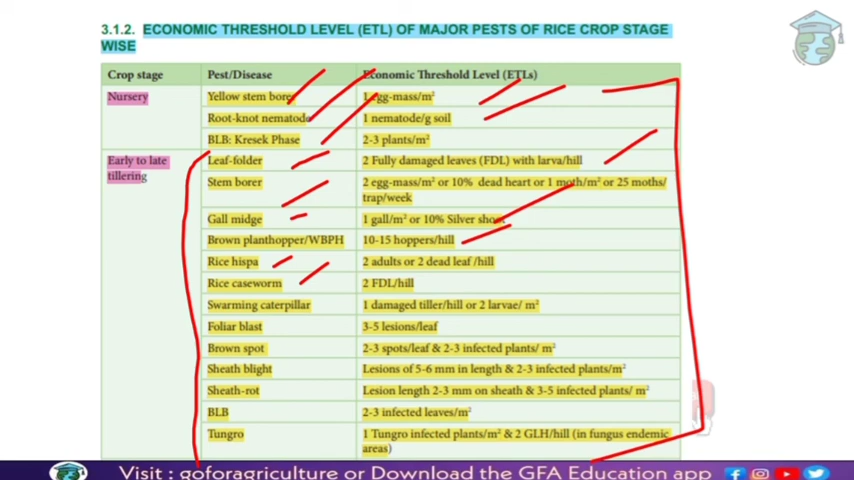 3.1.2. ECONOMIC THRESHOLD LEVEL (ETL) OF MAJOR PESTS OF RICE CROP STAGE
WISE
Crop stage Pest/Disease Economic Threshold Level (ETLs)
Nursery Yellow stem borer 1 egg-mass/m²
Root-knot nematode 1 nematode/g soil
BLB: Kresek Phase 2-3 plants/m²
Early to late Leaf-folder 2 Fully damaged leaves (FDL) with larva/hill
tillering Stem borer 2 egg-mass/m² or 10% dead heart or 1 moth/m² or 25 moths/
trap/week
Gall midge 1 gall/m² or 10% Silver shoot
Brown planthopper/WBPH 10-15 hoppers/hill
Rice hispa 2 adults or 2 dead leaf /hill
Rice caseworm 2 FDL/hill
Swarming caterpillar 1 damaged tiller/hill or 2 larvae/ m²
Foliar blast 3-5 lesions/leaf
Brown spot 2-3 spots/leaf & 2-3 infected plants/ m²
Sheath blight Lesions of 5-6 mm in length & 2-3 infected plants/m²
Sheath-rot Lesion length 2-3 mm on sheath & 3-5 infected plants/ m²
BLB 2-3 infected leaves/m²
Tungro 1 Tungro infected plants/m² & 2 GLH/hill (in fungus endemic
areas)
Visit : goforagriculture or Download the GFA Education app